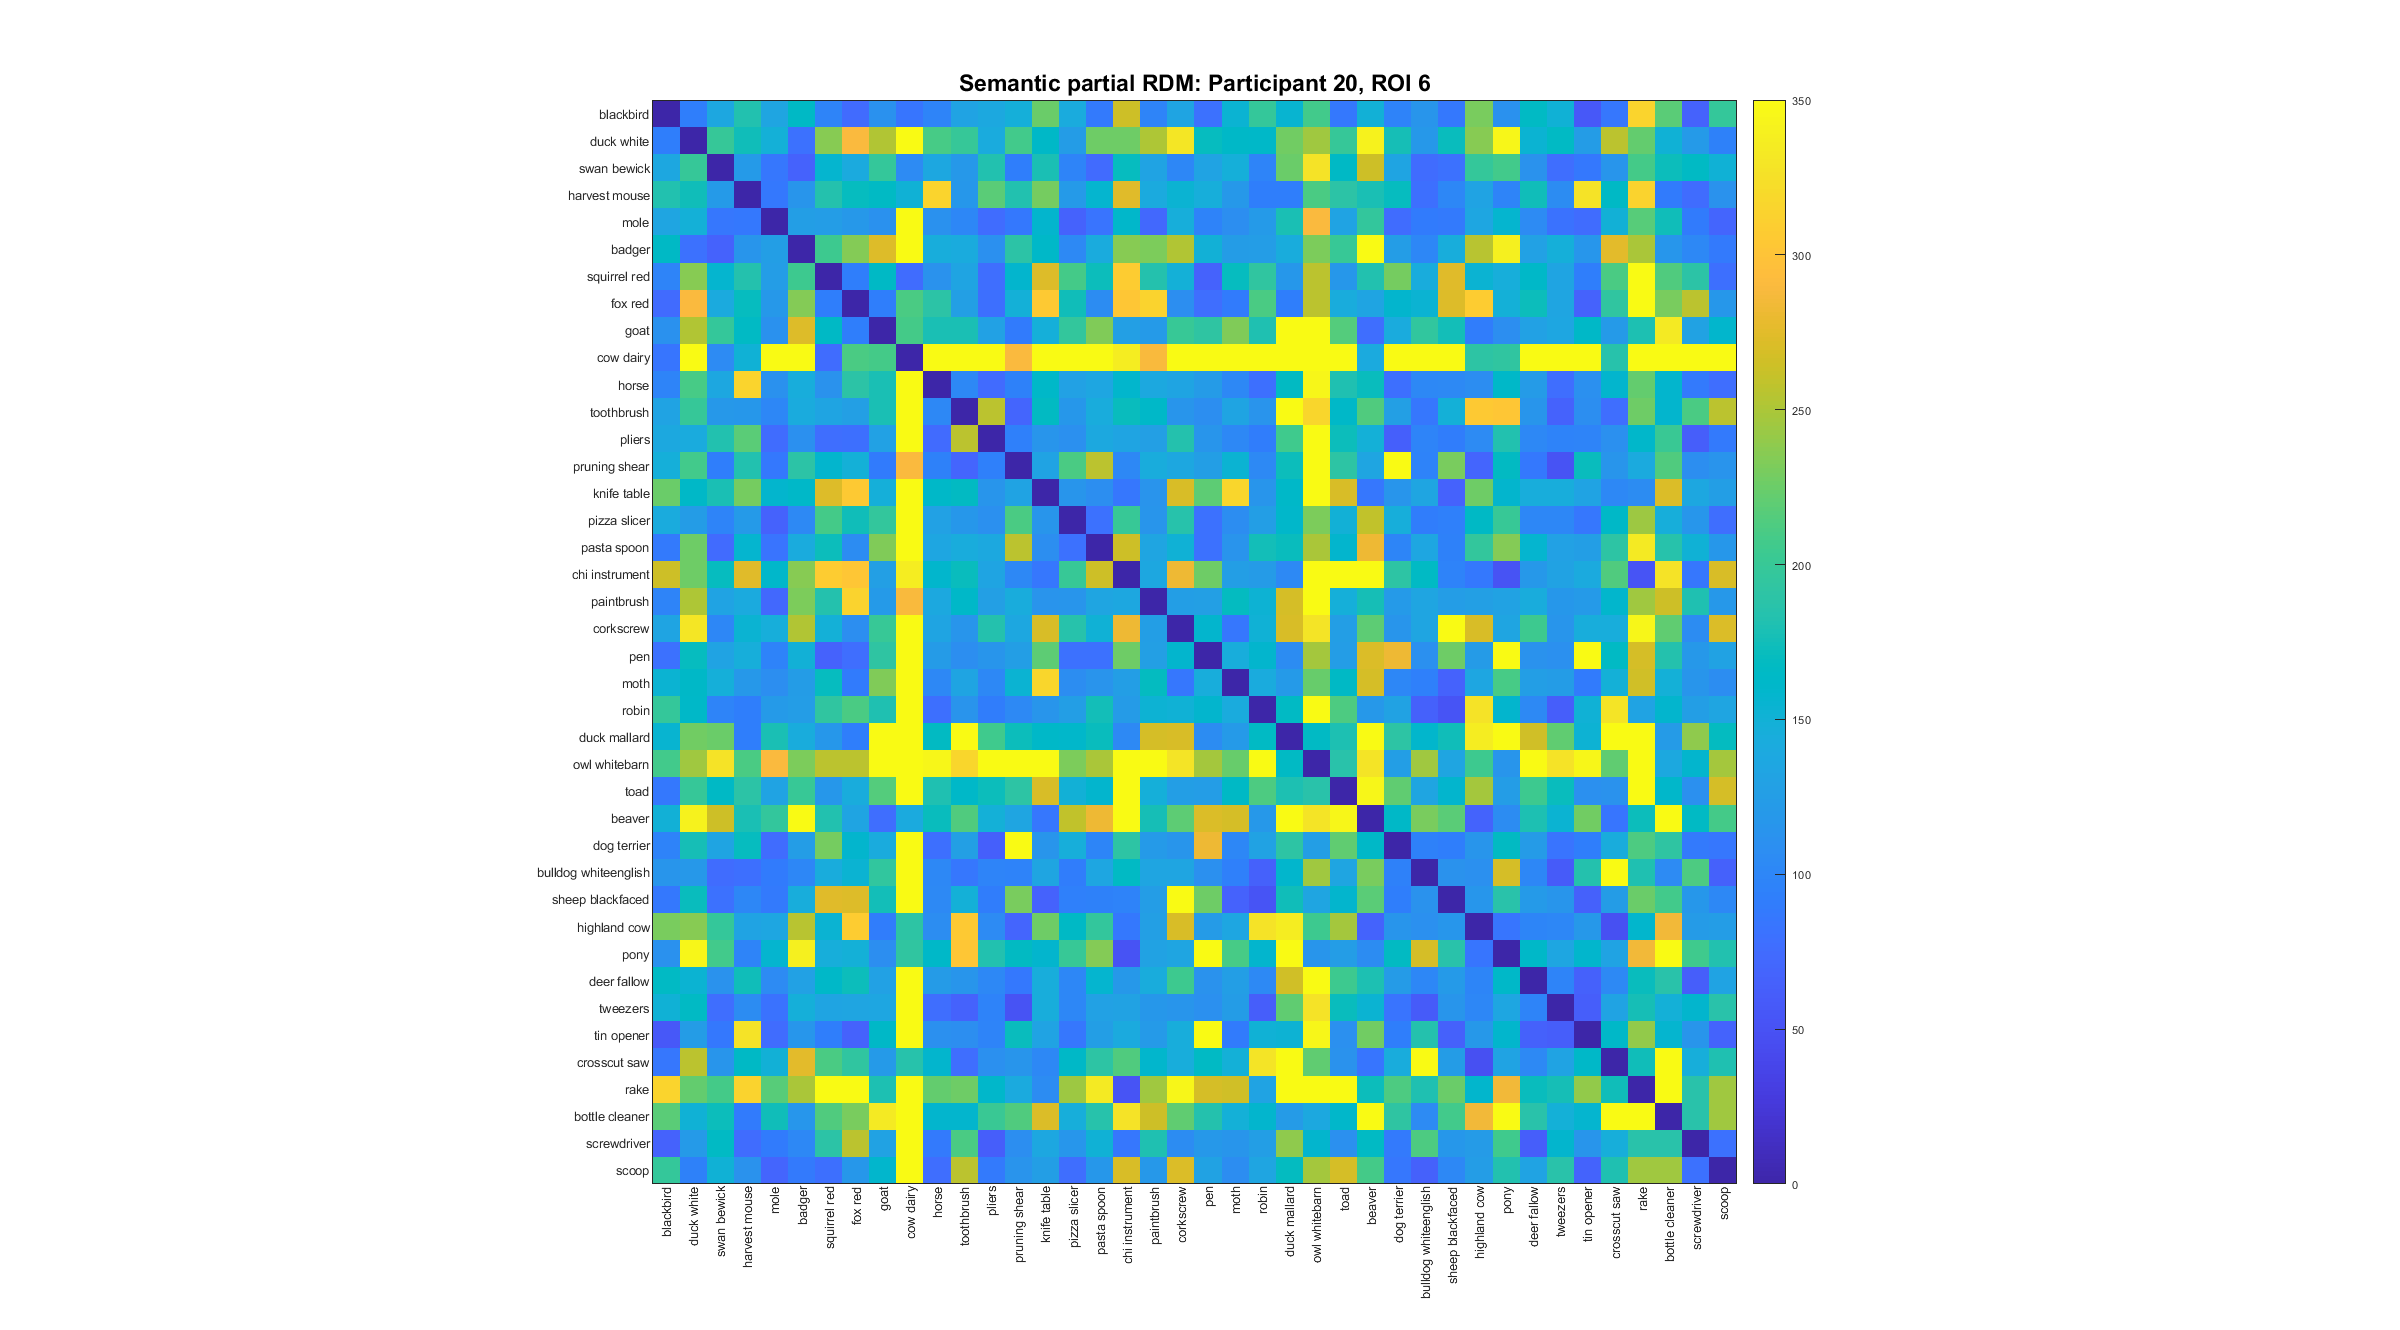 Semantic partial RDM: Participant 20, ROI 6
blackbird
duck white
swan bewick
harvest mouse
mole
badger
squirrel red
fox red
goat
cow dairy
horse
toothbrush
pliers
pruning shear
knife table
pizza slicer
pasta spoon
chi instrument
paintbrush
corkscrew
pen
moth
robin
duck mallard
owl whitebarn
toad
beaver
dog terrier
bulldog whiteenglish
sheep blackfaced
highland cow
pony
deer fallow
tweezers
tin opener
crosscut saw
rake
bottle cleaner
screwdriver
scoop
350
300
250
200
150
100
50
0
blackbird
duck white
swan bewick
harvest mouse
mole
badger
squirrel red
fox red
goat
cow dairy
horse
toothbrush
pliers
pruning shear
knife table
pizza slicer
pasta spoon
chi instrument
paintbrush
corkscrew
pen
moth
robin
duck mallard
owl whitebarn
toad
beaver
dog terrier
bulldog whiteenglish
sheep blackfaced
highland cow
pony
deer fallow
tweezers
tin opener
crosscut saw
rake
bottle cleaner
screwdriver
scoop